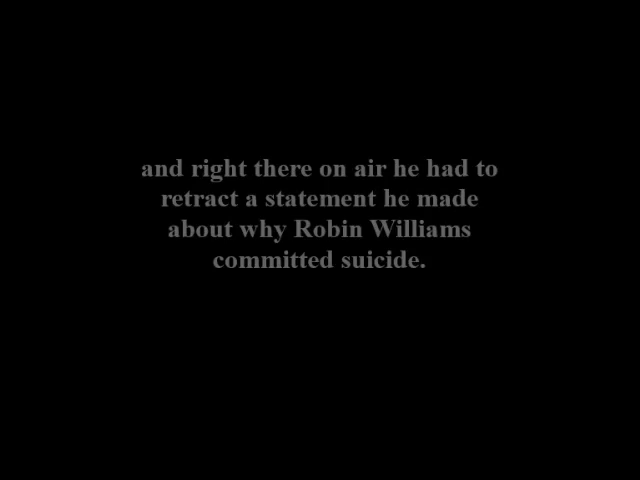 and right there on air he had to
retract a statement he made
about why Robin Williams
committed suicide.